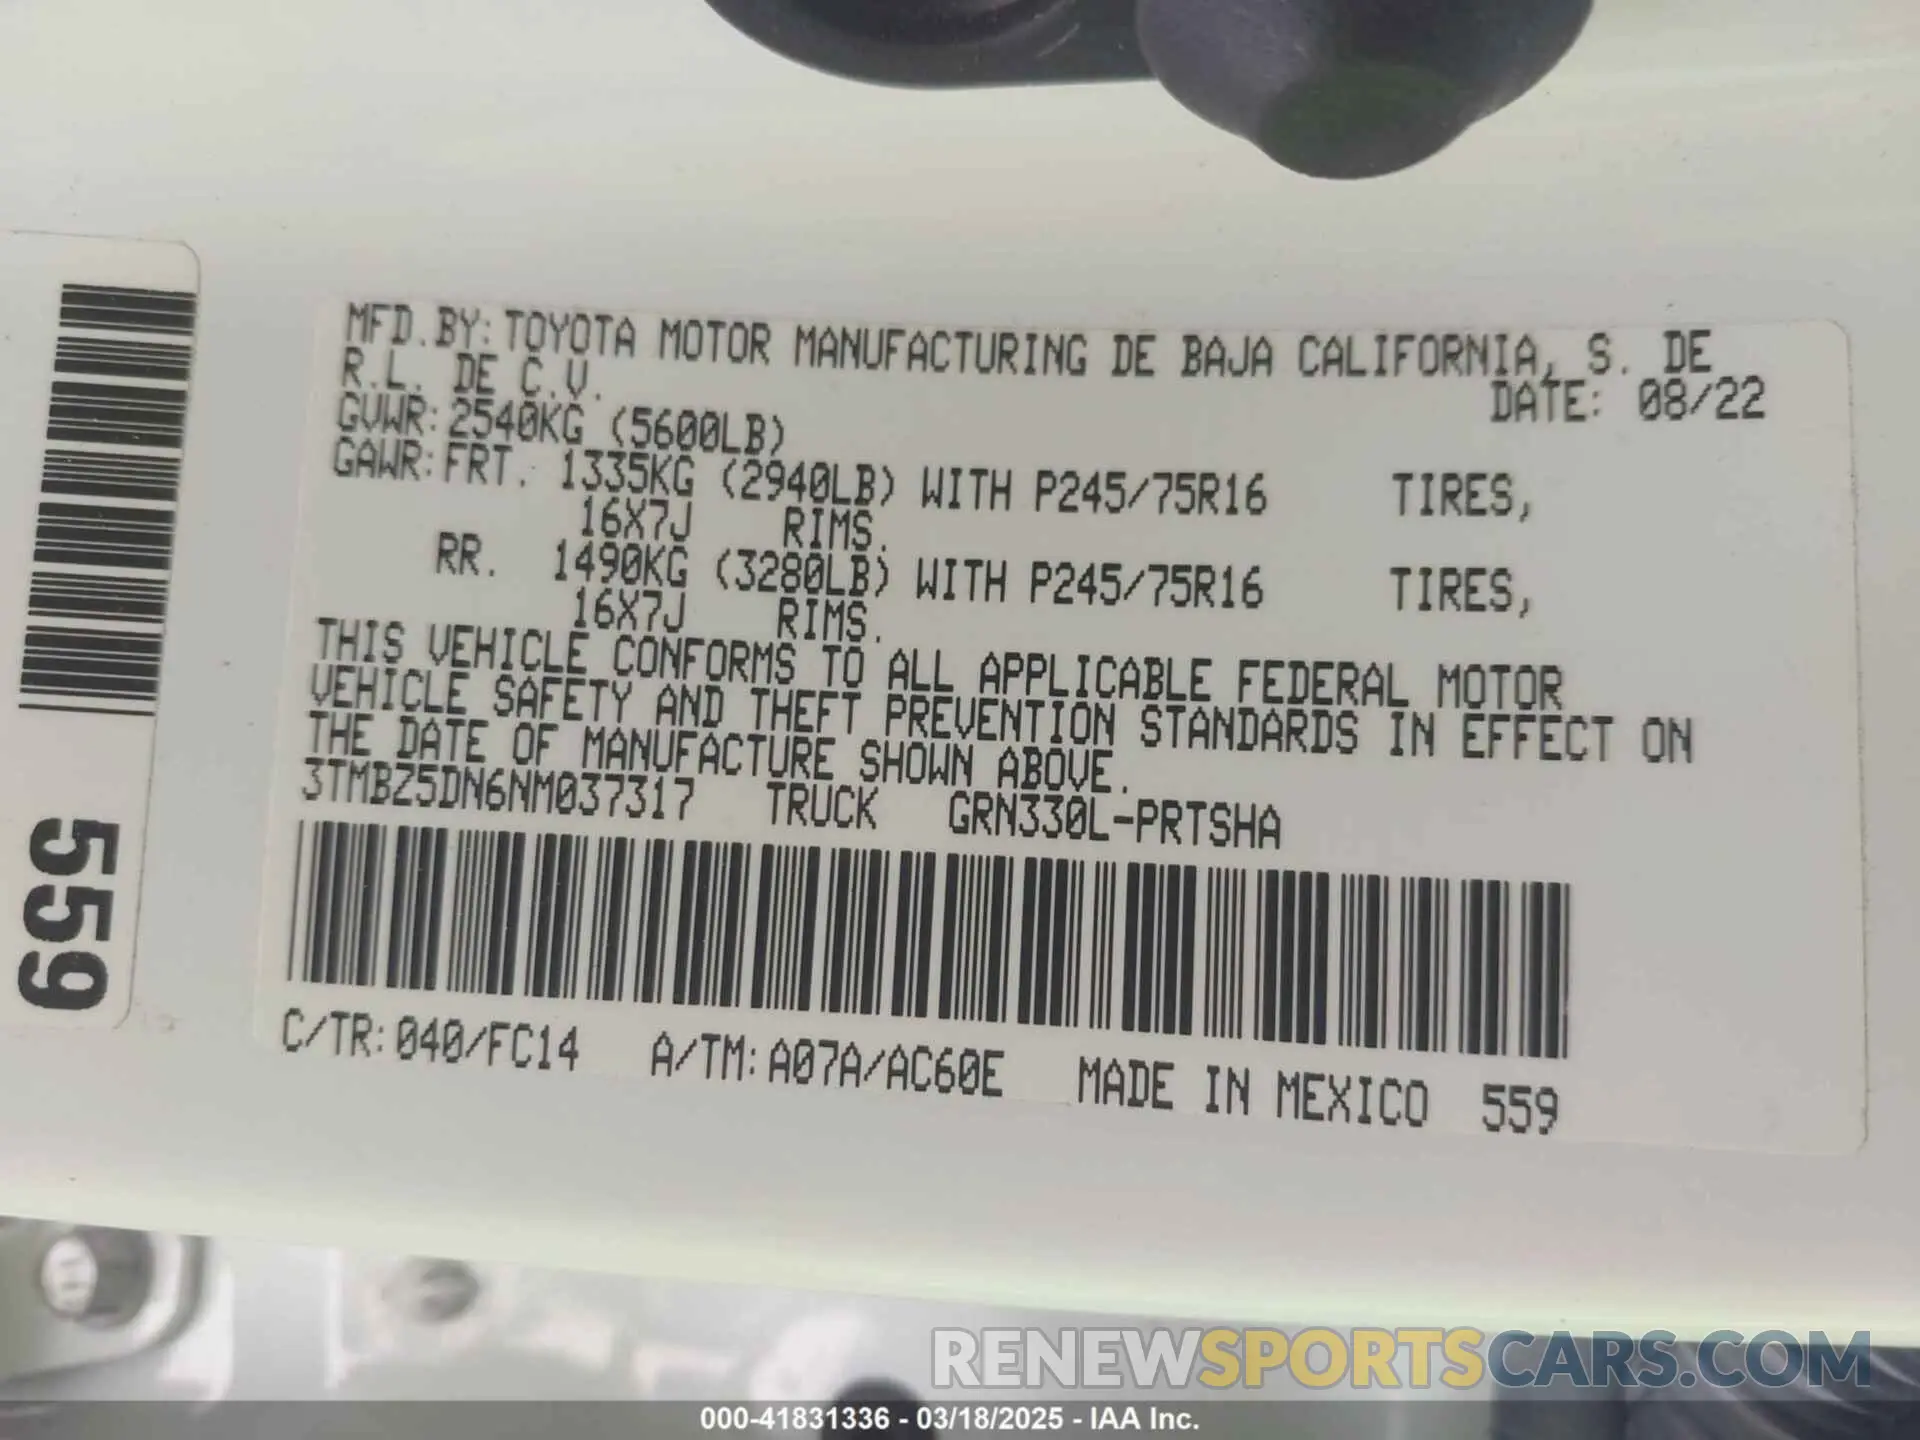 MFD.BY:TOYOTA MOTOR MANUFACTURING DE BAJA CALIFORNIA, S. DE
R.L. DE C.V.
DATE: 08/22
GVWR:2540KG (5600LB)
GAWR:FRT. 1335KG (2940LB) WITH P245/75R16 TIRES,
16X7J RIMS.
RR. 1490KG (3280LB) WITH P245/75R16 TIRES,
16X7J RIMS.
THIS VEHICLE CONFORMS TO ALL APPLICABLE FEDERAL MOTOR
VEHICLE SAFETY AND THEFT PREVENTION STANDARDS IN EFFECT ON
THE DATE OF MANUFACTURE SHOWN ABOVE.
3TMBZ5DN6NM037317 TRUCK GRN330L-PRTSHA
C/TR:040/FC14 A/TM:A07A/AC60E MADE IN MEXICO 559
559
RENEWSPORTSCARS.COM
000-41831336 - 03/18/2025 - IAA Inc.